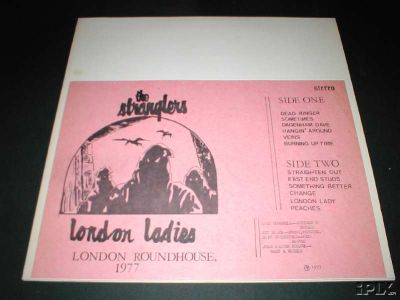 the
stranglers
stereo
SIDE ONE
DEAD RINGER
SOMETIMES
DAGENHAM DAVE
HANGIN' AROUND
BURNING UP TIME
SIDE TWO
STRAIGHTEN OUT
EAST END STUDS
SOMETHING BETTER
CHANGE
LONDON LADY
PEACHES.
london ladies
LONDON ROUNDHOUSE,
1977
1977